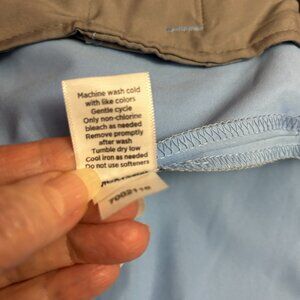 Machine wash cold
with like colors
Gentle cycle
Only non-chlorine
bleach as needed
Remove promptly
after wash
Tumble dry low
Cool iron as needed
Do not use softeners